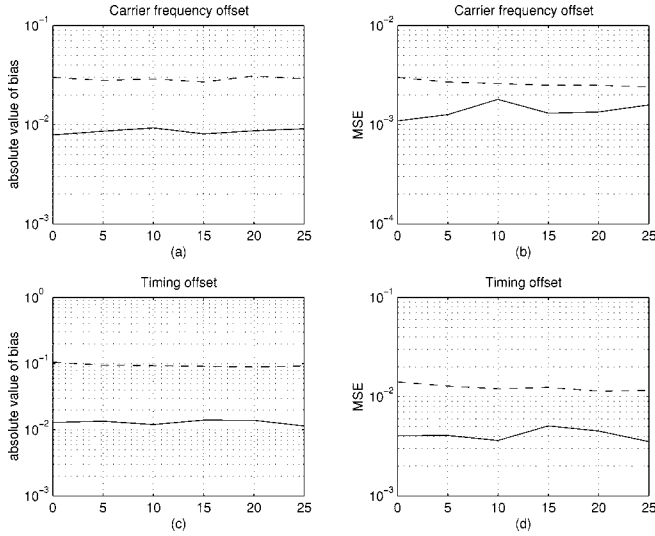 Carrier frequency offset
absolute value of bias
10^-1
10^-2
10^-3
0 5 10 15 20 25
(a)
Carrier frequency offset
MSE
10^-2
10^-3
10^-4
0 5 10 15 20 25
(b)
Timing offset
absolute value of bias
10^0
10^-1
10^-2
10^-3
0 5 10 15 20 25
(c)
Timing offset
MSE
10^-1
10^-2
10^-3
0 5 10 15 20 25
(d)